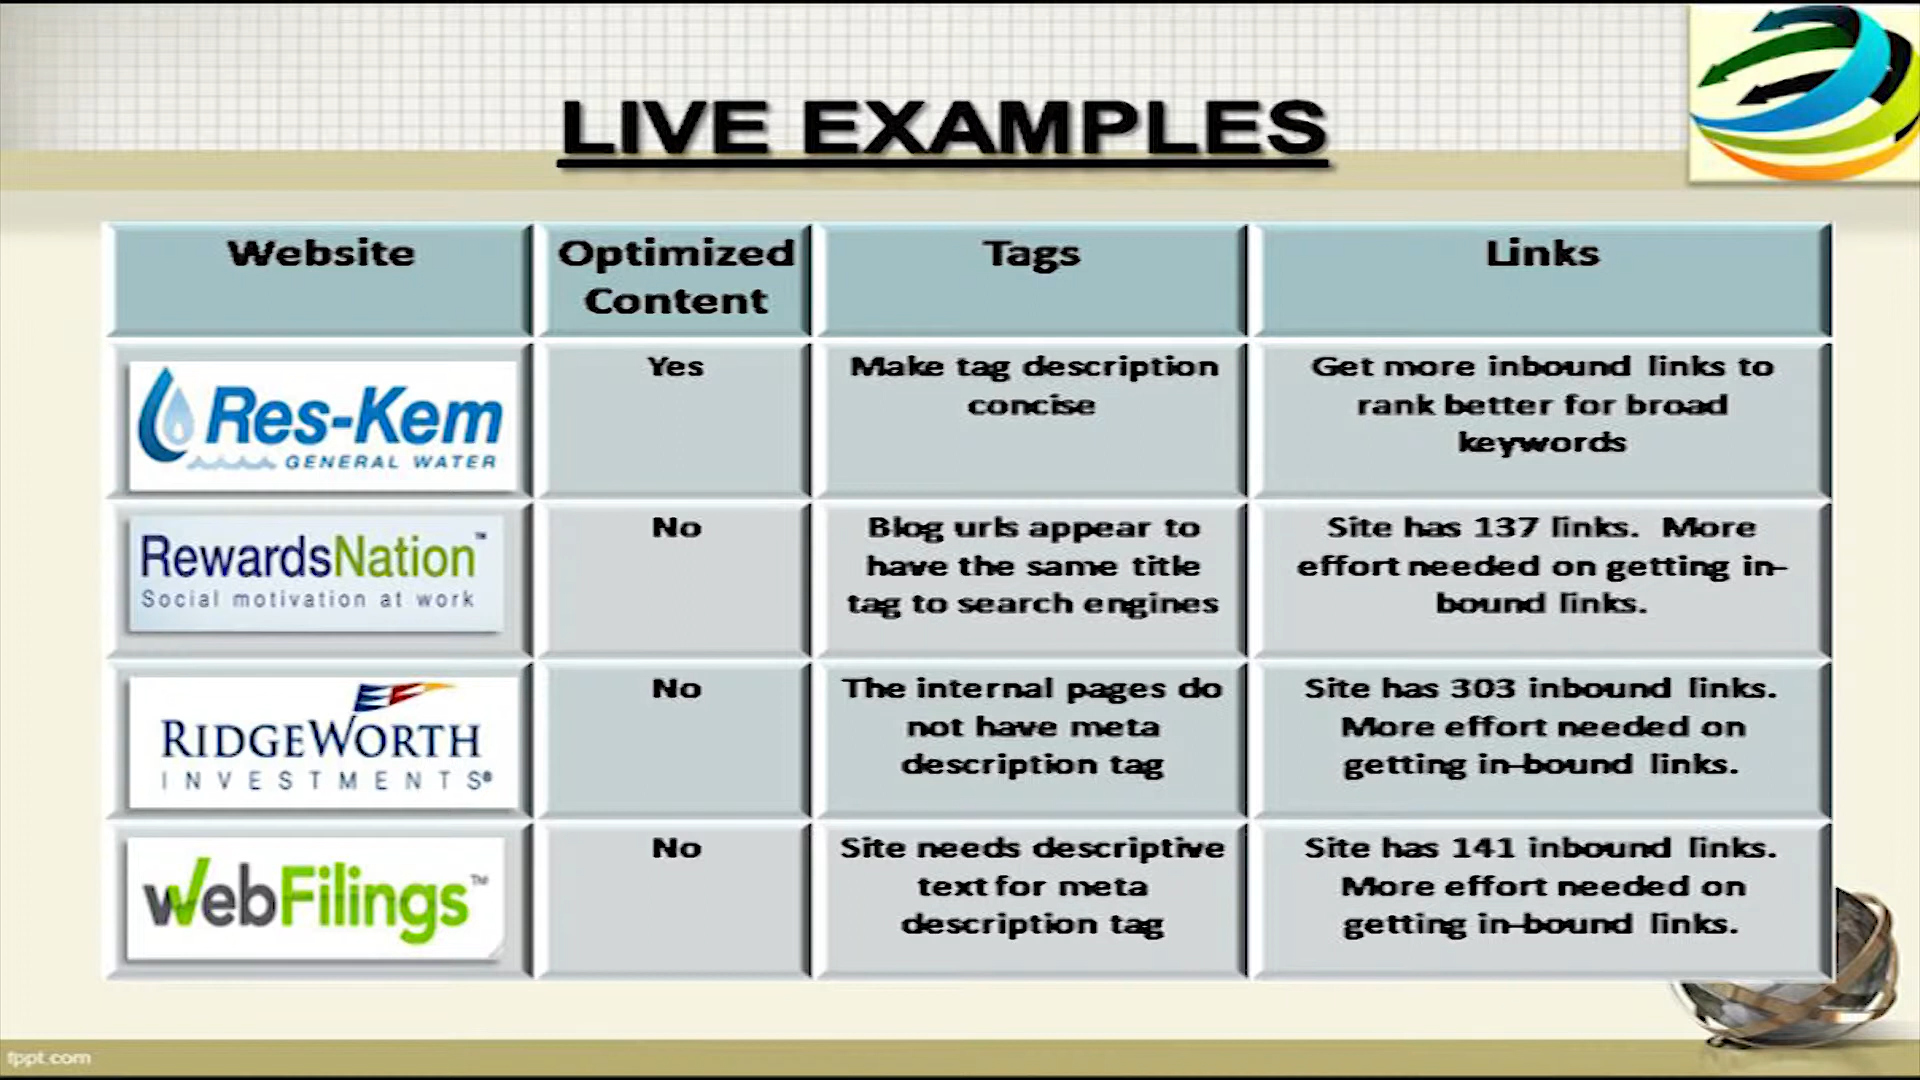 LIVE EXAMPLES
Website
Optimized
Content
Tags
Links
Res-Kem
GENERAL WATER
Yes
Make tag description
concise
Get more inbound links to
rank better for broad
keywords
RewardsNation™
Social motivation at work
No
Blog urls appear to
have the same title
tag to search engines
Site has 137 links. More
effort needed on getting in-
bound links.
RIDGEWORTH
INVESTMENTS®
No
The internal pages do
not have meta
description tag
Site has 303 inbound links.
More effort needed on
getting in-bound links.
WebFilings™
No
Site needs descriptive
text for meta
description tag
Site has 141 inbound links.
More effort needed on
getting in-bound links.
fppt.com